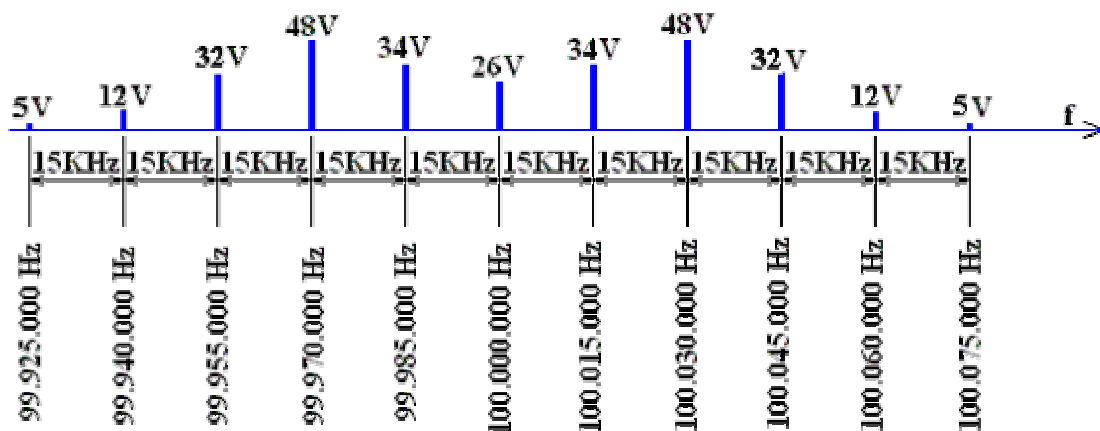 5V 12V 32V 48V 34V 26V 34V 48V 32V 12V 5V f
15KHz 15KHz 15KHz 15KHz 15KHz 15KHz 15KHz 15KHz 15KHz 15KHz
99.925.000 Hz
99.940.000 Hz
99.955.000 Hz
99.970.000 Hz
99.985.000 Hz
100.000.000 Hz
100.015.000 Hz
100.030.000 Hz
100.045.000 Hz
100.060.000 Hz
100.075.000 Hz